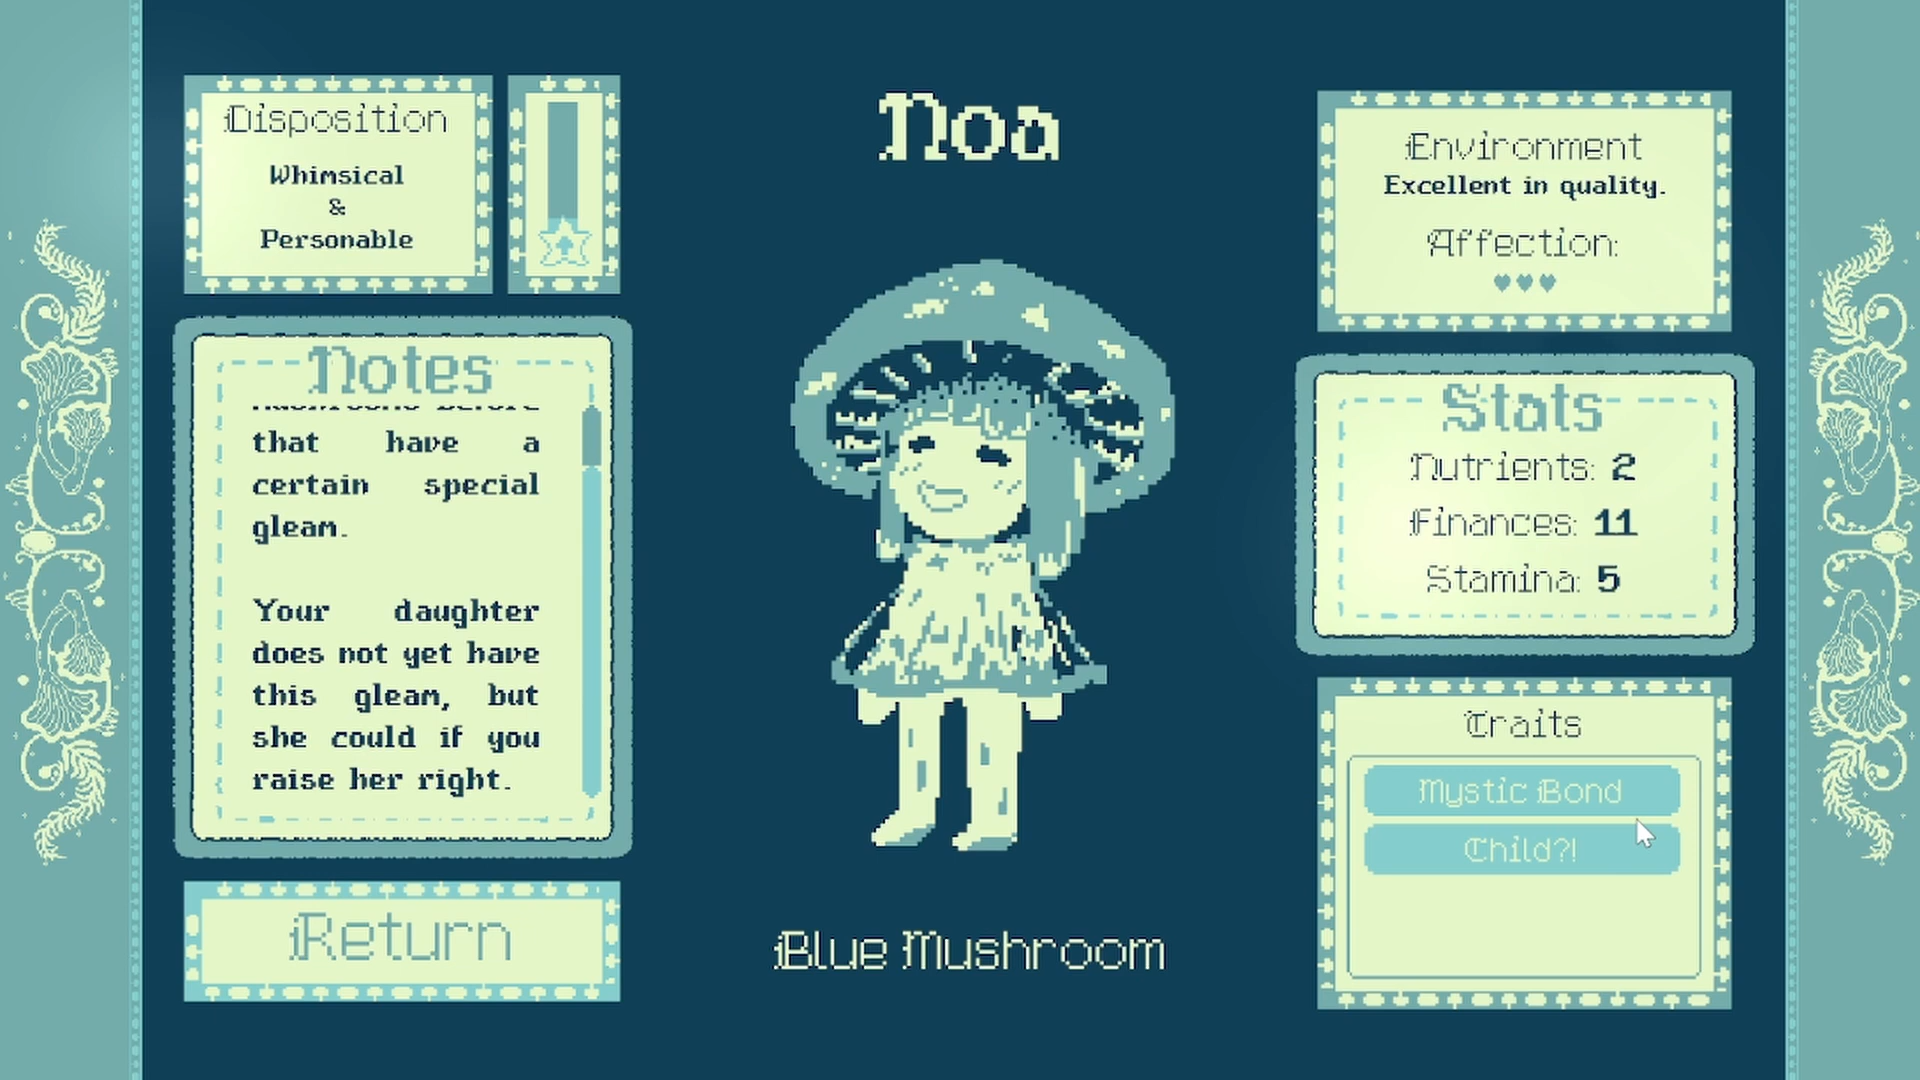 Noa
Disposition
Whimsical
&
Personable
Notes
that have a
certain special
gleam.
Your daughter
does not yet have
this gleam, but
she could if you
raise her right.
Return
Blue Mushroom
Environment
Excellent in quality.
Affection:
Stats
Nutrients: 2
Finances: 11
Stamina: 5
Traits
Mystic Bond
Child?!